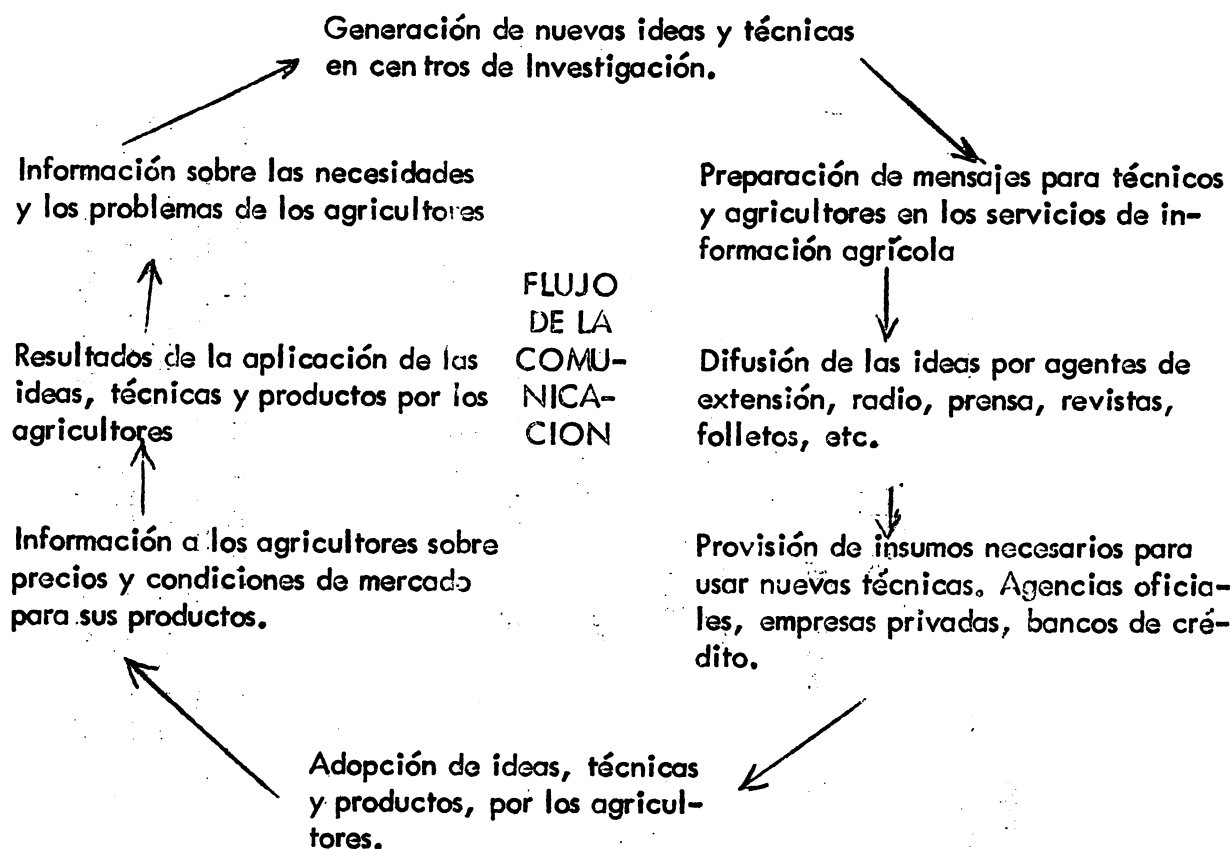 Generación de nuevas ideas y técnicas
en centros de Investigación.
Preparación de mensajes para técnicos
y agricultores en los servicios de in-
formación agrícola
Difusión de las ideas por agentes de
extensión, radio, prensa, revistas,
folletos, etc.
Provisión de insumos necesarios para
usar nuevas técnicas. Agencias oficia-
les, empresas privadas, bancos de cré-
dito.
Adopción de ideas, técnicas
y productos, por los agricul-
tores.
Información a los agricultores sobre
precios y condiciones de mercado
para sus productos.
Resultados de la aplicación de las
ideas, técnicas y productos por los
agricultores
Información sobre las necesidades
y los problemas de los agricultores
FLUJO
DE LA
COMU-
NICA-
CION